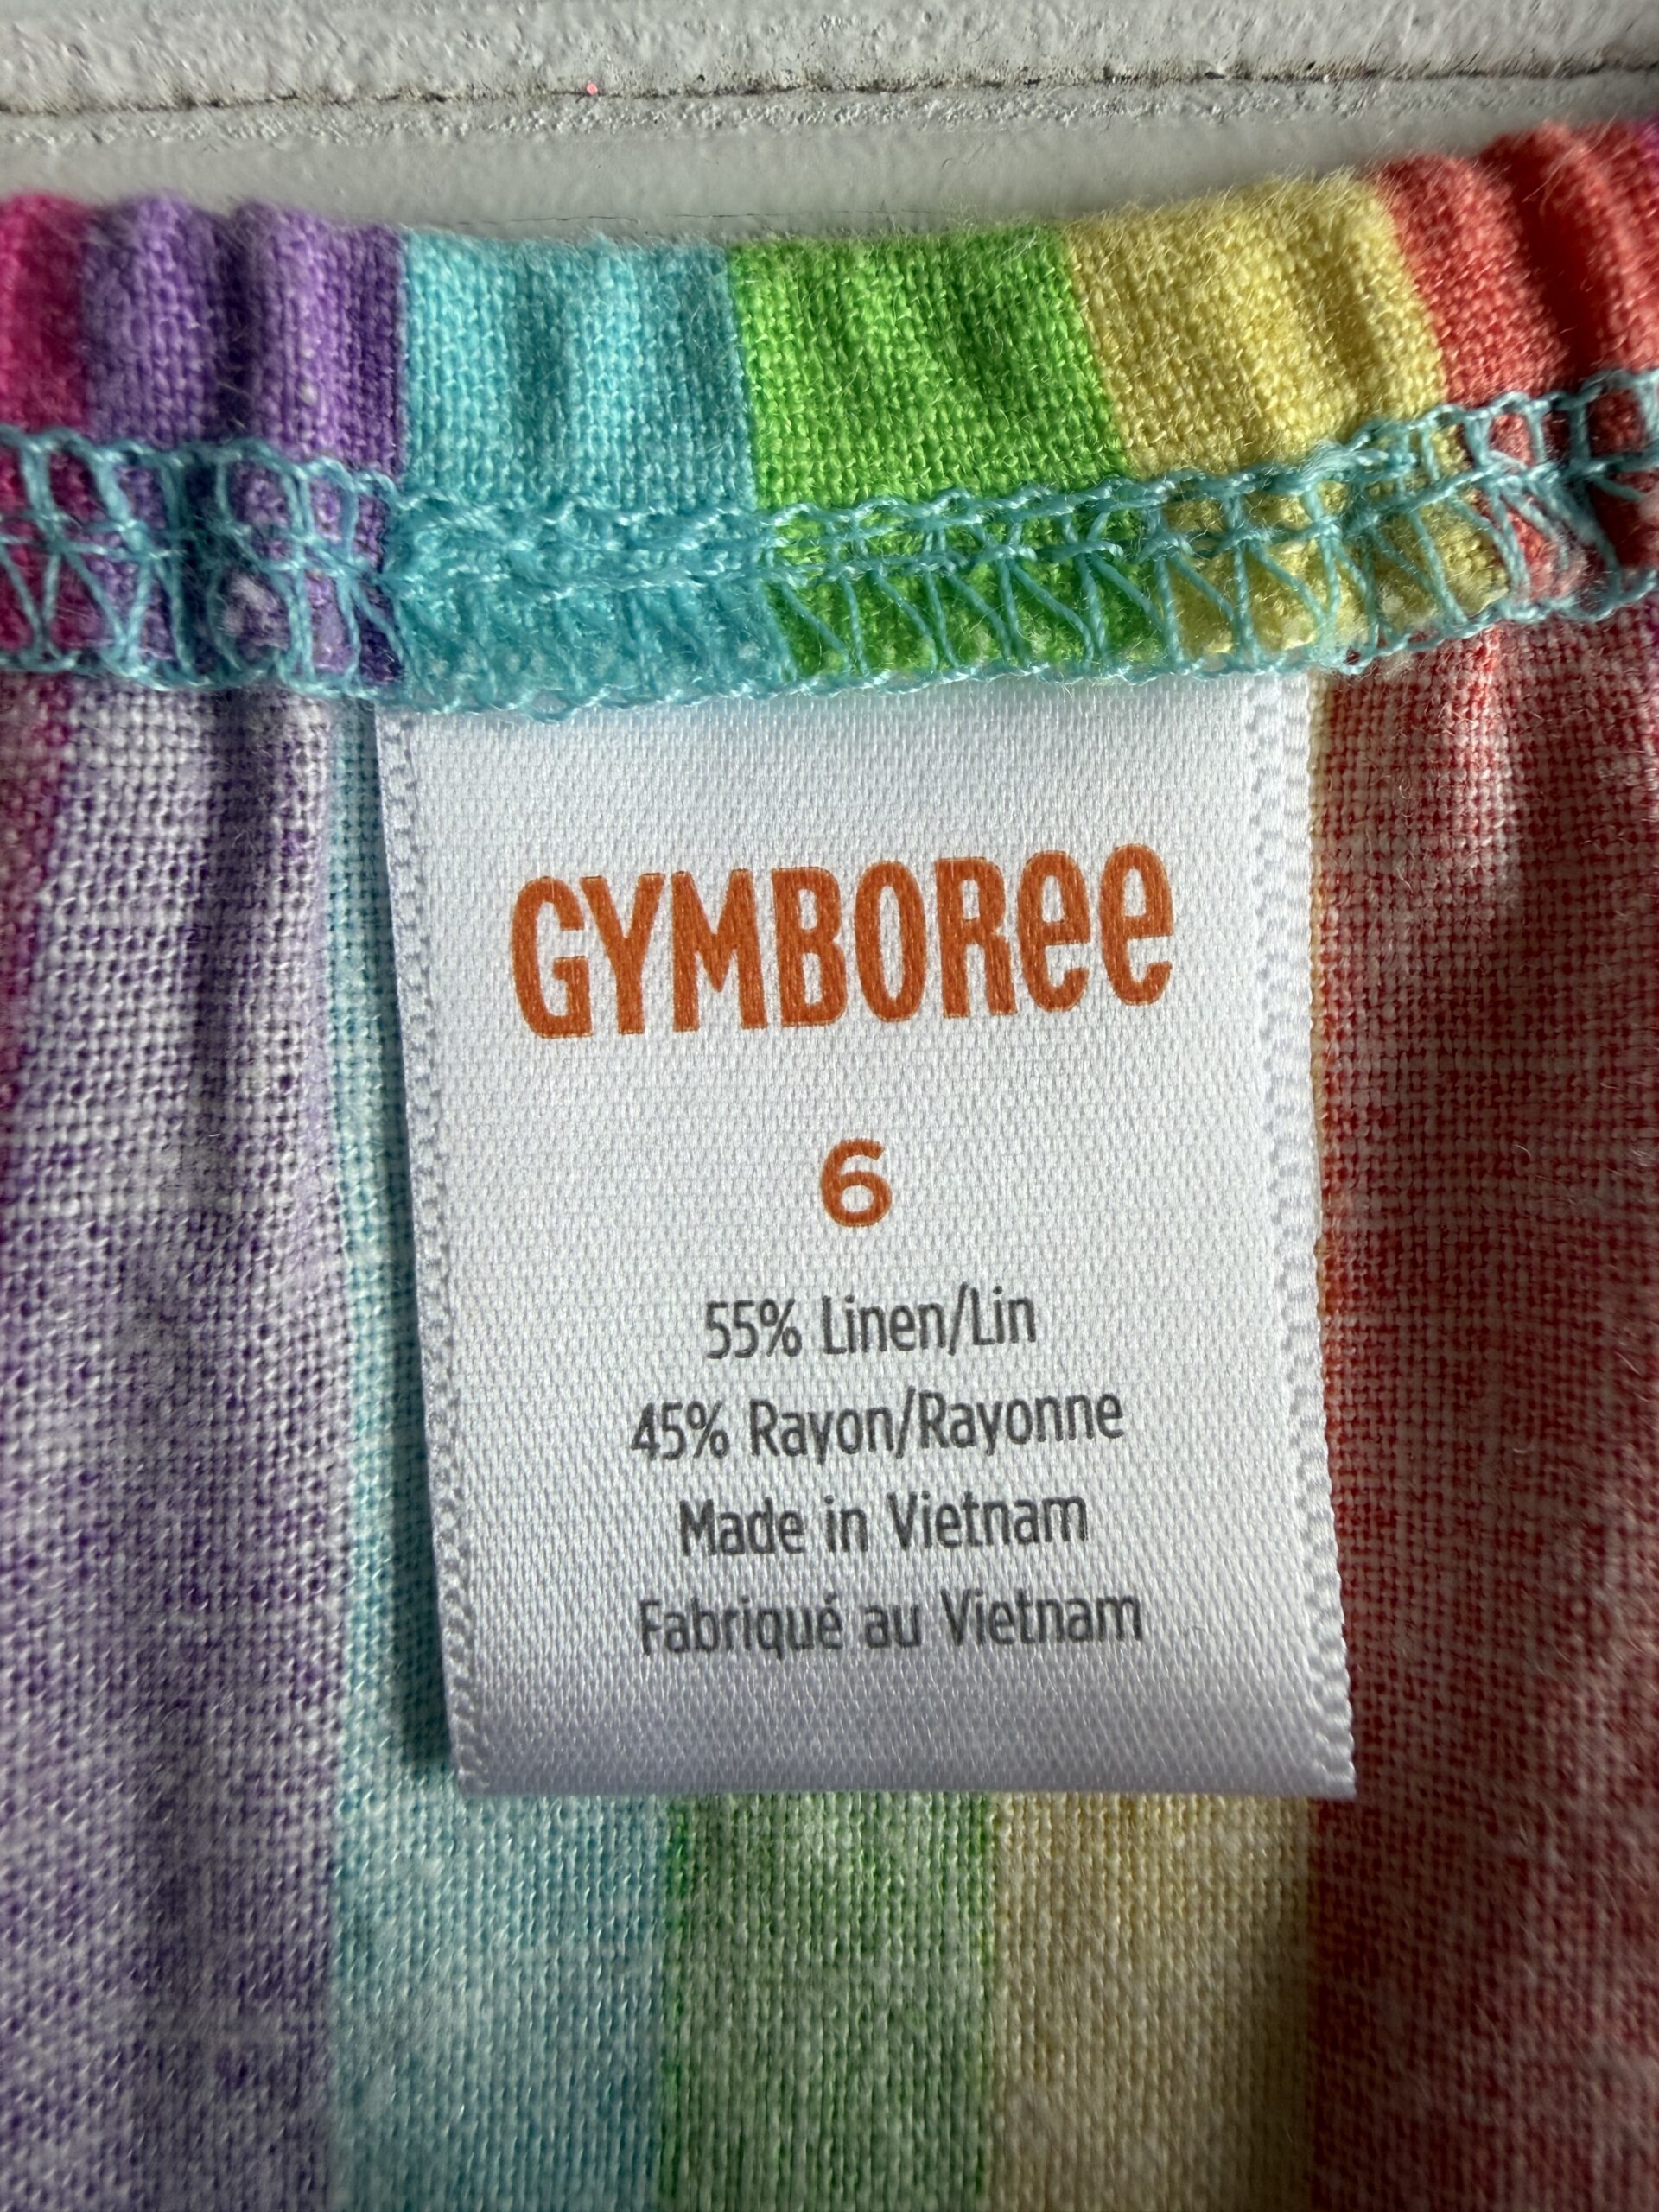 GYMBOREE
6
55% Linen/Lin
45% Rayon/Rayonne
Made in Vietnam
Fabriqué au Vietnam